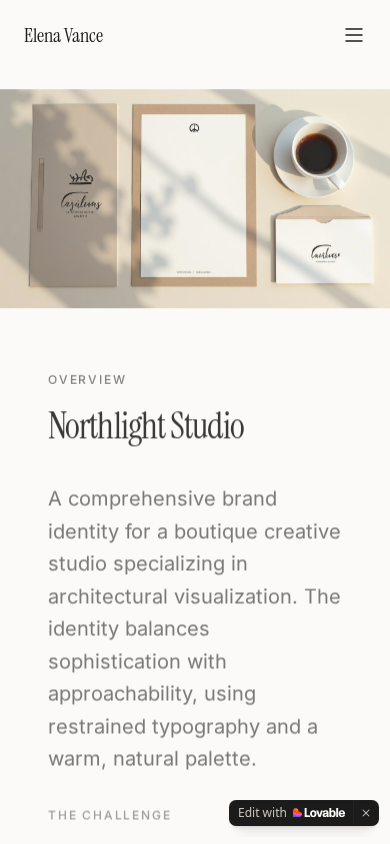 Elena Vance
OVERVIEW
Northlight Studio
A comprehensive brand
identity for a boutique creative
studio specializing in
architectural visualization. The
identity balances
sophistication with
approachability, using
restrained typography and a
warm, natural palette.
THE CHALLENGE
Edit with Lovable